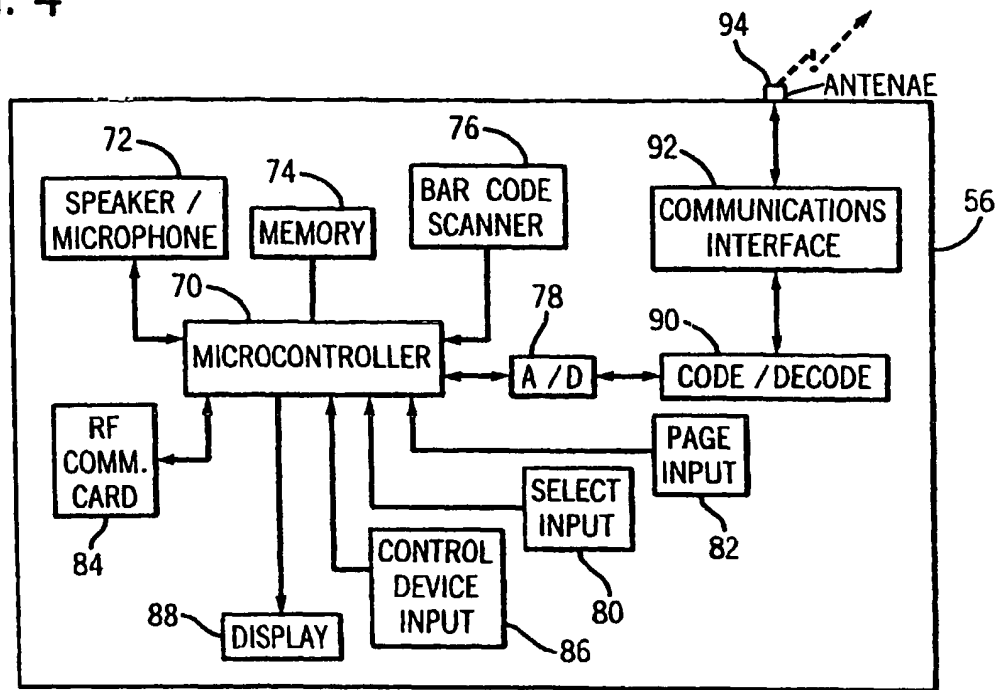 . 4
94
ANTENAE
72
SPEAKER /
MICROPHONE
74
MEMORY
76
BAR CODE
SCANNER
92
COMMUNICATIONS
INTERFACE
56
70
MICROCONTROLLER
78
A / D
90
CODE / DECODE
RF
COMM.
CARD
84
PAGE
INPUT
82
SELECT
INPUT
80
CONTROL
DEVICE
INPUT
86
88
DISPLAY